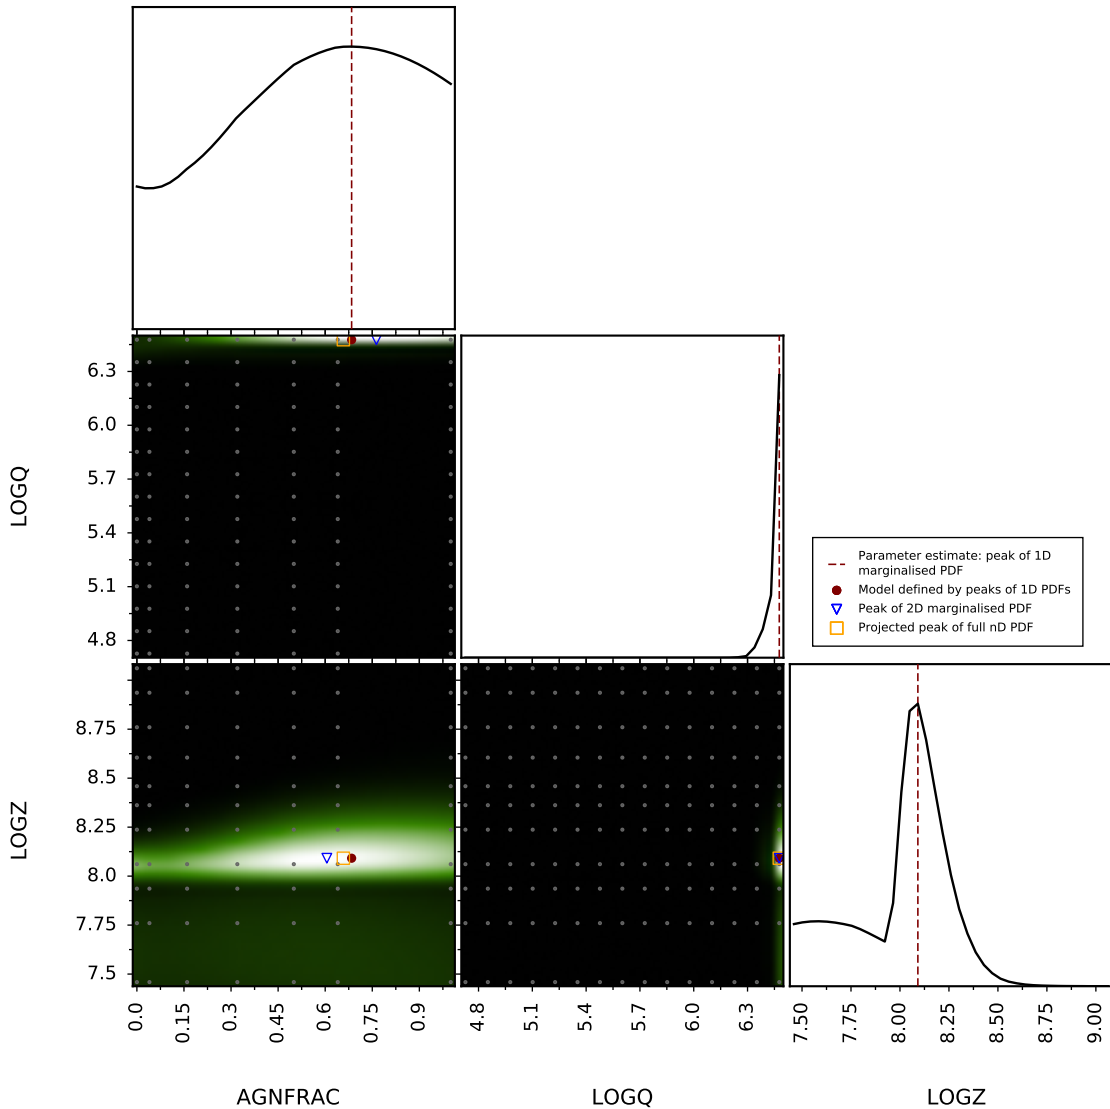 6.3
6.0
5.7
5.4
5.1
4.8
LOGQ
Parameter estimate: peak of 1D
marginalised PDF
Model defined by peaks of 1D PDFs
Peak of 2D marginalised PDF
Projected peak of full nD PDF
8.75
8.5
8.25
8.0
7.75
7.5
LOGZ
0.0 0.15 0.3 0.45 0.6 0.75 0.9
4.8 5.1 5.4 5.7 6.0 6.3
7.50 7.75 8.00 8.25 8.50 8.75 9.00
AGNFRAC LOGQ LOGZ